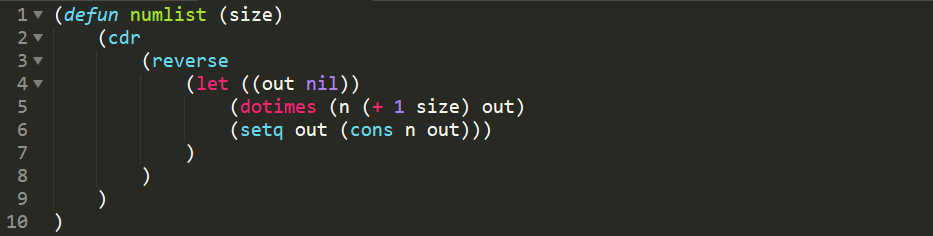 1 (defun numlist (size)
2 (cdr
3 (reverse
4 (let ((out nil))
5 (dotimes (n (+ 1 size) out)
6 (setq out (cons n out)))
7 )
8 )
9 )
10 )